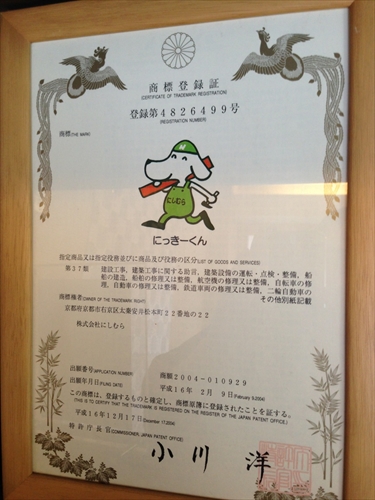 商標登録証
(CERTIFICATE OF TRADEMARK REGISTRATION)
登録第4826499号
(REGISTRATION NUMBER)
商標(THE MARK)
にしむら
にっきーくん
指定商品又は指定役務並びに商品及び役務の区分(LIST OF GOODS AND SERVICES)
第37類 建設工事，建築工事に関する助言，建築設備の運転・点検・整備，船
舶の建造，船舶の修理又は整備，航空機の修理又は整備，自転車の修
理，自動車の修理又は整備，鉄道車両の修理又は整備，二輪自動車の
その他別紙記載
商標権者(OWNER OF THE TRADEMARK RIGHT)
京都府京都市右京区太秦安井松本町22番地の22
株式会社にしむら
出願番号(APPLICATION NUMBER) 商願2004-010929
出願年月日(FILING DATE) 平成16年 2月 9日(February 9,2004)
この商標は、登録するものと確定し、商標原簿に登録されたことを証する。
(THIS IS TO CERTIFY THAT THE TRADEMARK IS REGISTERED ON THE REGISTER OF THE JAPAN PATENT OFFICE.)
平成16年12月17日(December 17,2004)
特許庁長官(COMMISSIONER, JAPAN PATENT OFFICE)
小川 洋